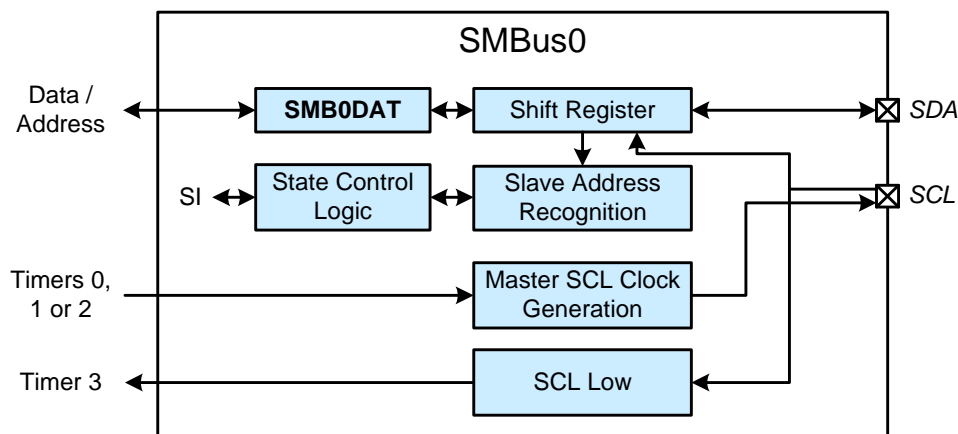 SMBus0
Data /
Address
SMB0DAT
Shift Register
SDA
SI
State Control
Logic
Slave Address
Recognition
SCL
Timers 0,
1 or 2
Master SCL Clock
Generation
Timer 3
SCL Low